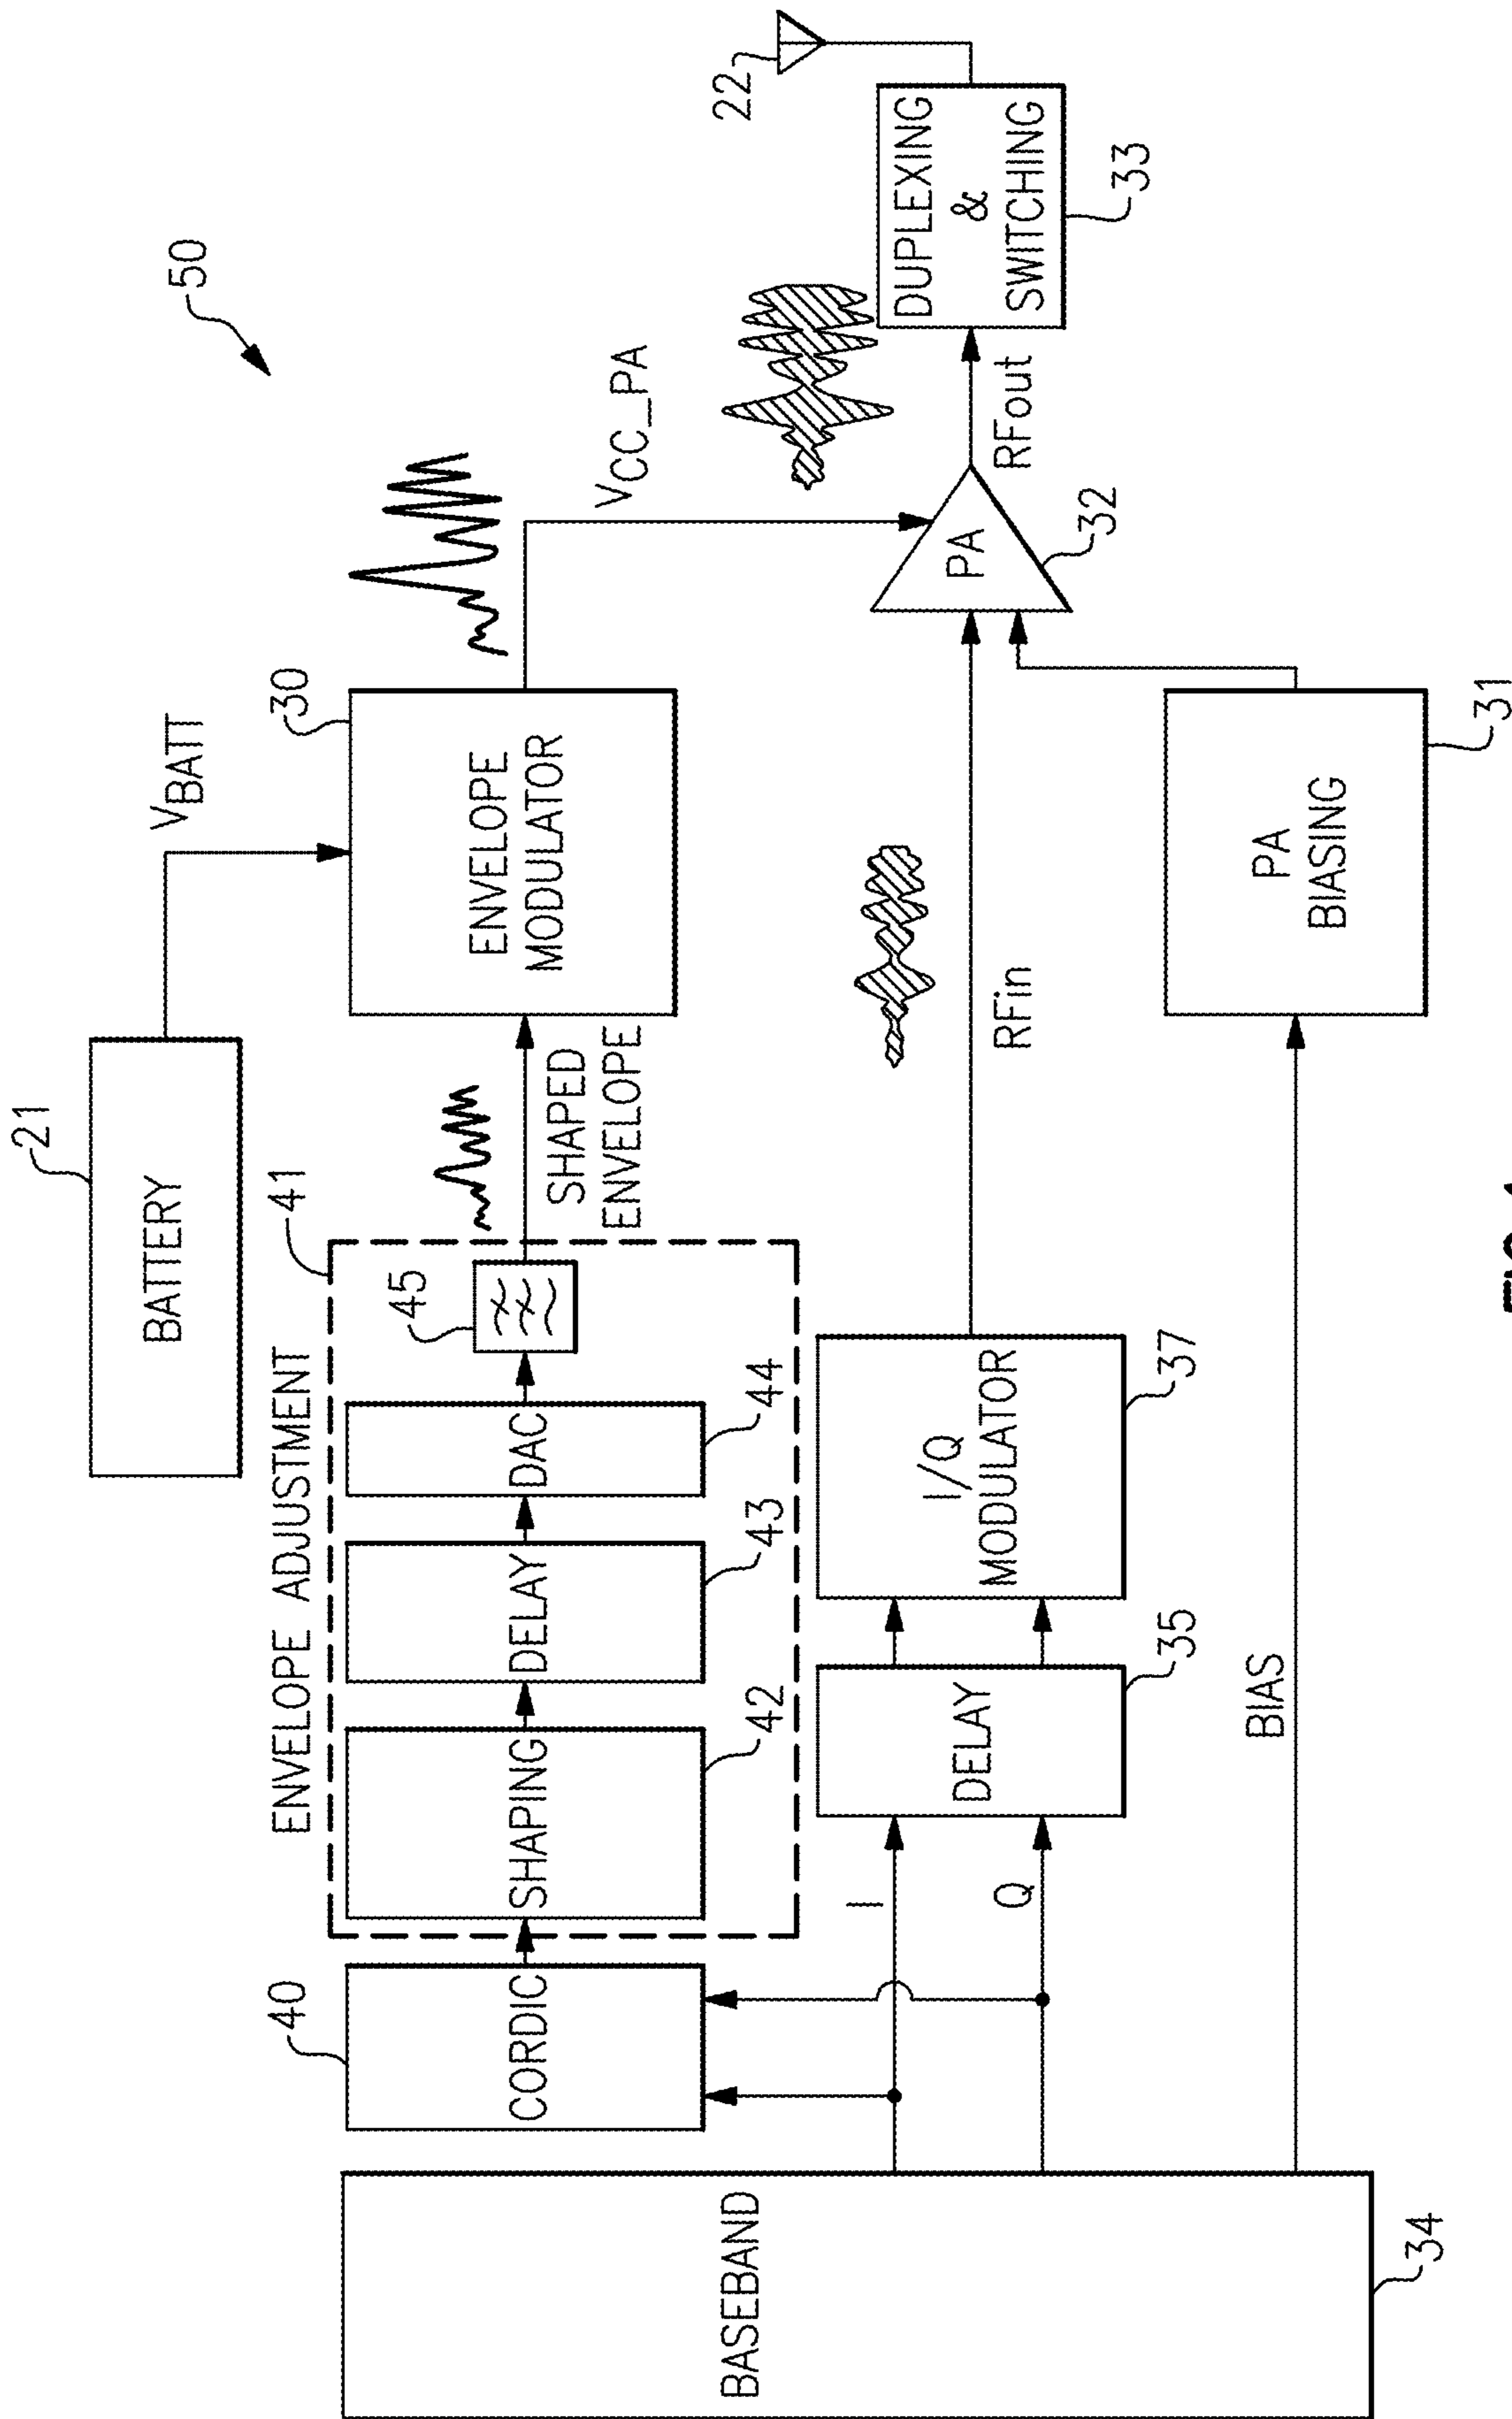 50
21
BATTERY
VBATT
22
ENVELOPE ADJUSTMENT
41
30
45
40
CORDIC
SHAPING
DELAY
DAC
SHAPED
ENVELOPE
ENVELOPE
MODULATOR
VCC_PA
42
43
44
BASEBAND
I
Q
DELAY
I/Q
MODULATOR
RFin
PA
RFout
DUPLEXING
&
SWITCHING
35
37
32
33
BIAS
PA
BIASING
34
31